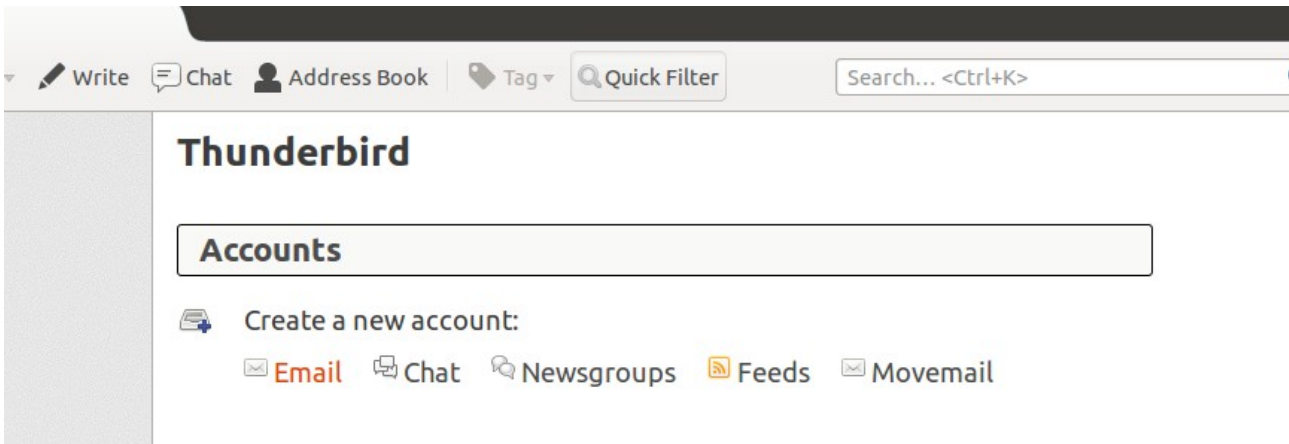 Write Chat Address Book Tag Quick Filter Search... <Ctrl+K>
Thunderbird
Accounts
Create a new account:
Email Chat Newsgroups Feeds Movemail